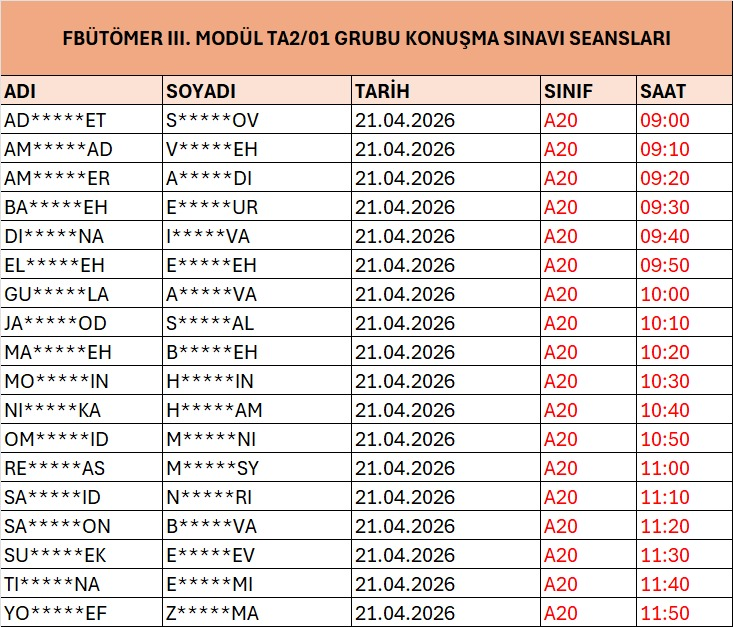 FBÜTÖMER III. MODÜL TA2/01 GRUBU KONUŞMA SINAVI SEANSLARI
ADI SOYADI TARİH SINIF SAAT
AD*****ET S*****OV 21.04.2026 A20 09:00
AM*****AD V*****EH 21.04.2026 A20 09:10
AM*****ER A*****DI 21.04.2026 A20 09:20
BA*****EH E*****UR 21.04.2026 A20 09:30
DI*****NA I*****VA 21.04.2026 A20 09:40
EL*****EH E*****EH 21.04.2026 A20 09:50
GU*****LA A*****VA 21.04.2026 A20 10:00
JA*****OD S*****AL 21.04.2026 A20 10:10
MA*****EH B*****EH 21.04.2026 A20 10:20
MO*****IN H*****IN 21.04.2026 A20 10:30
NI*****KA H*****AM 21.04.2026 A20 10:40
OM*****ID M*****NI 21.04.2026 A20 10:50
RE*****AS M*****SY 21.04.2026 A20 11:00
SA*****ID N*****RI 21.04.2026 A20 11:10
SA*****ON B*****VA 21.04.2026 A20 11:20
SU*****EK E*****EV 21.04.2026 A20 11:30
TI*****NA E*****MI 21.04.2026 A20 11:40
YO*****EF Z*****MA 21.04.2026 A20 11:50